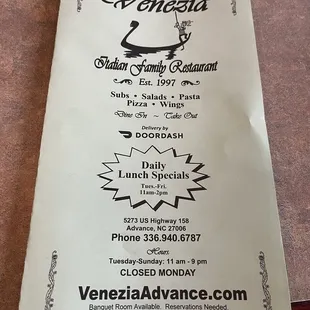 Venezia
Italian Family Restaurant
Est. 1997
Subs • Salads • Pasta
Pizza • Wings
Dine In ~ Take Out
Delivery by
DOORDASH
Daily
Lunch Specials
Tues.-Fri.
11am-2pm
5273 US Highway 158
Advance, NC 27006
Phone 336.940.6787
Hours
Tuesday-Sunday: 11 am - 9 pm
CLOSED MONDAY
VeneziaAdvance.com
Banquet Room Available. Reservations Needed.